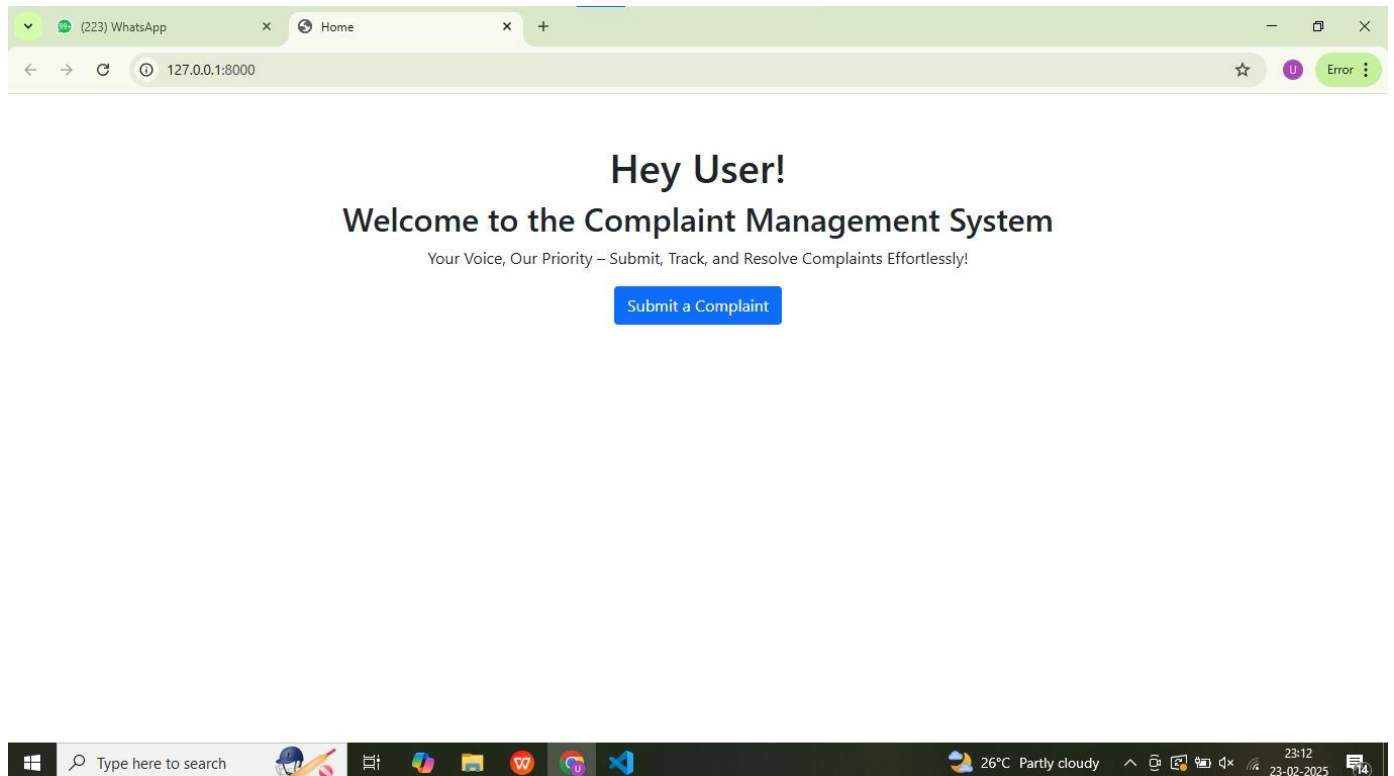 99+ (223) WhatsApp
Home
127.0.0.1:8000
U
Error
Hey User!
Welcome to the Complaint Management System
Your Voice, Our Priority – Submit, Track, and Resolve Complaints Effortlessly!
Submit a Complaint
Type here to search
26°C Partly cloudy
23:12
23-02-2025
14